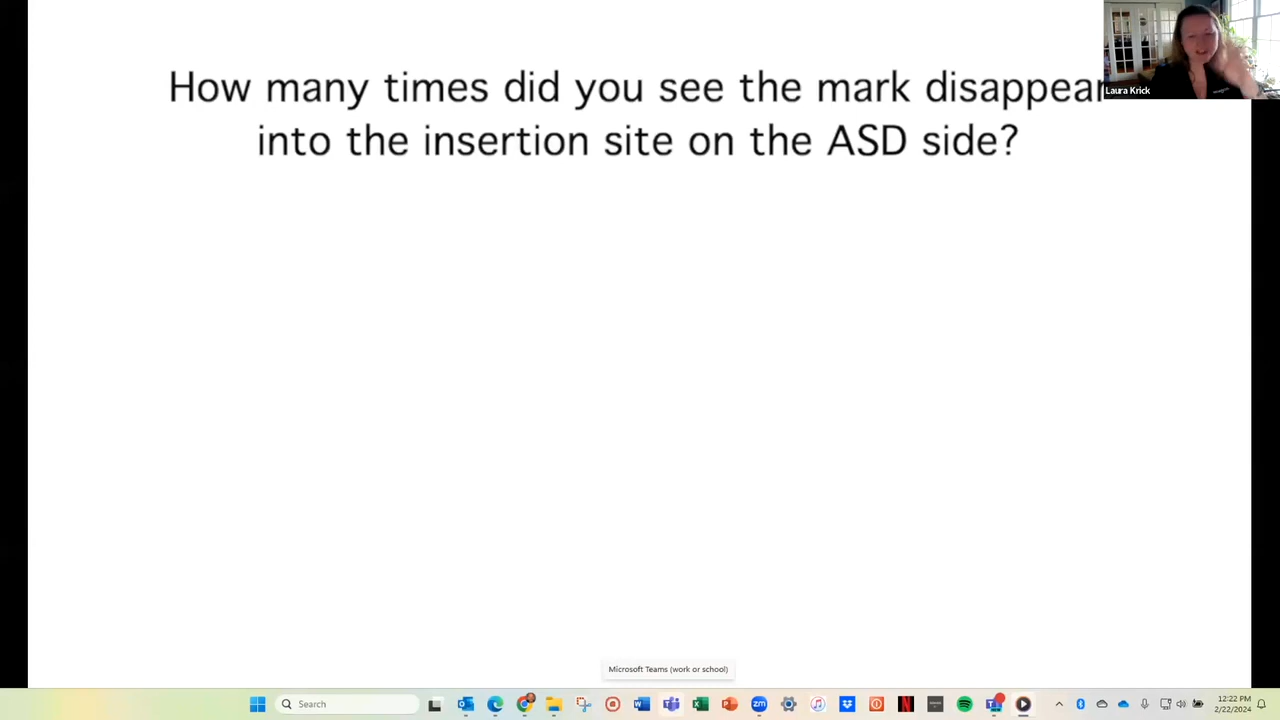 How many times did you see the mark disappear
into the insertion site on the ASD side?
Laura Krick
Microsoft Teams (work or school)
Search
12:22 PM
2/22/2024